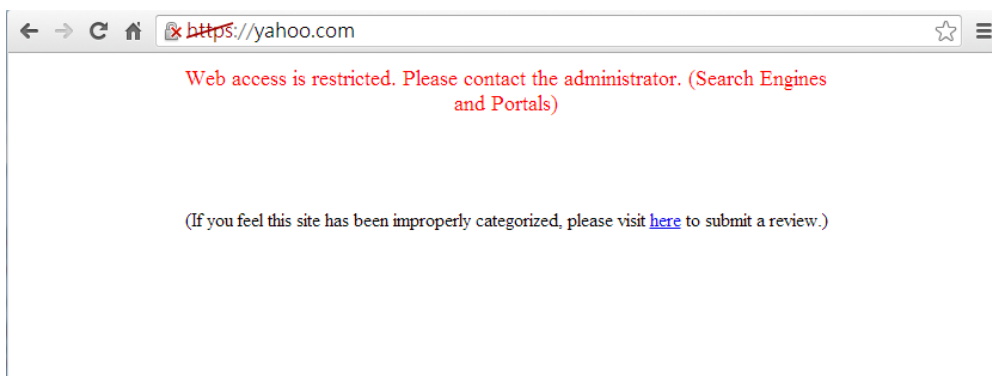 https://yahoo.com
Web access is restricted. Please contact the administrator. (Search Engines
and Portals)
(If you feel this site has been improperly categorized, please visit here to submit a review.)